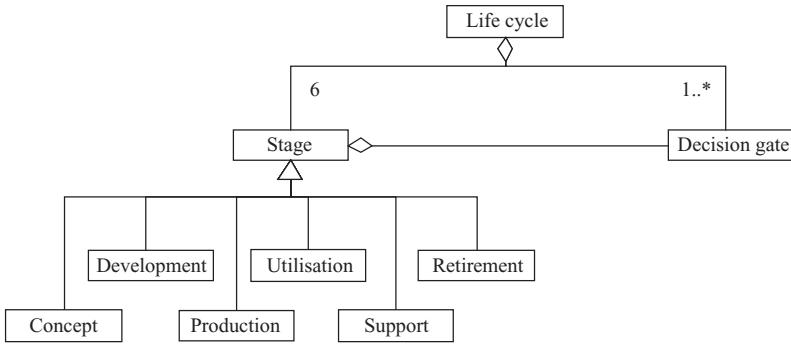 Life cycle
6
1..*
Stage
Decision gate
Development
Utilisation
Retirement
Concept
Production
Support